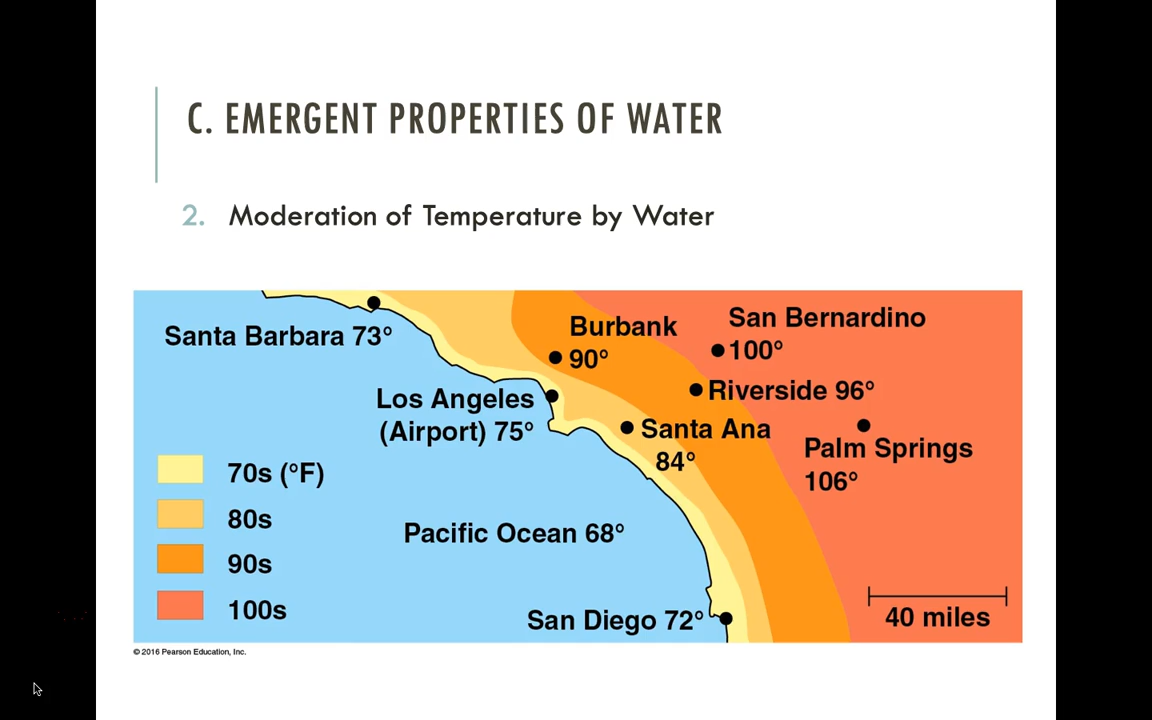 C. EMERGENT PROPERTIES OF WATER
2. Moderation of Temperature by Water
Santa Barbara 73°
Burbank
90°
San Bernardino
100°
Los Angeles
(Airport) 75°
Riverside 96°
Santa Ana
84°
Palm Springs
106°
70s (°F)
80s
90s
100s
Pacific Ocean 68°
San Diego 72°
40 miles
© 2016 Pearson Education, Inc.